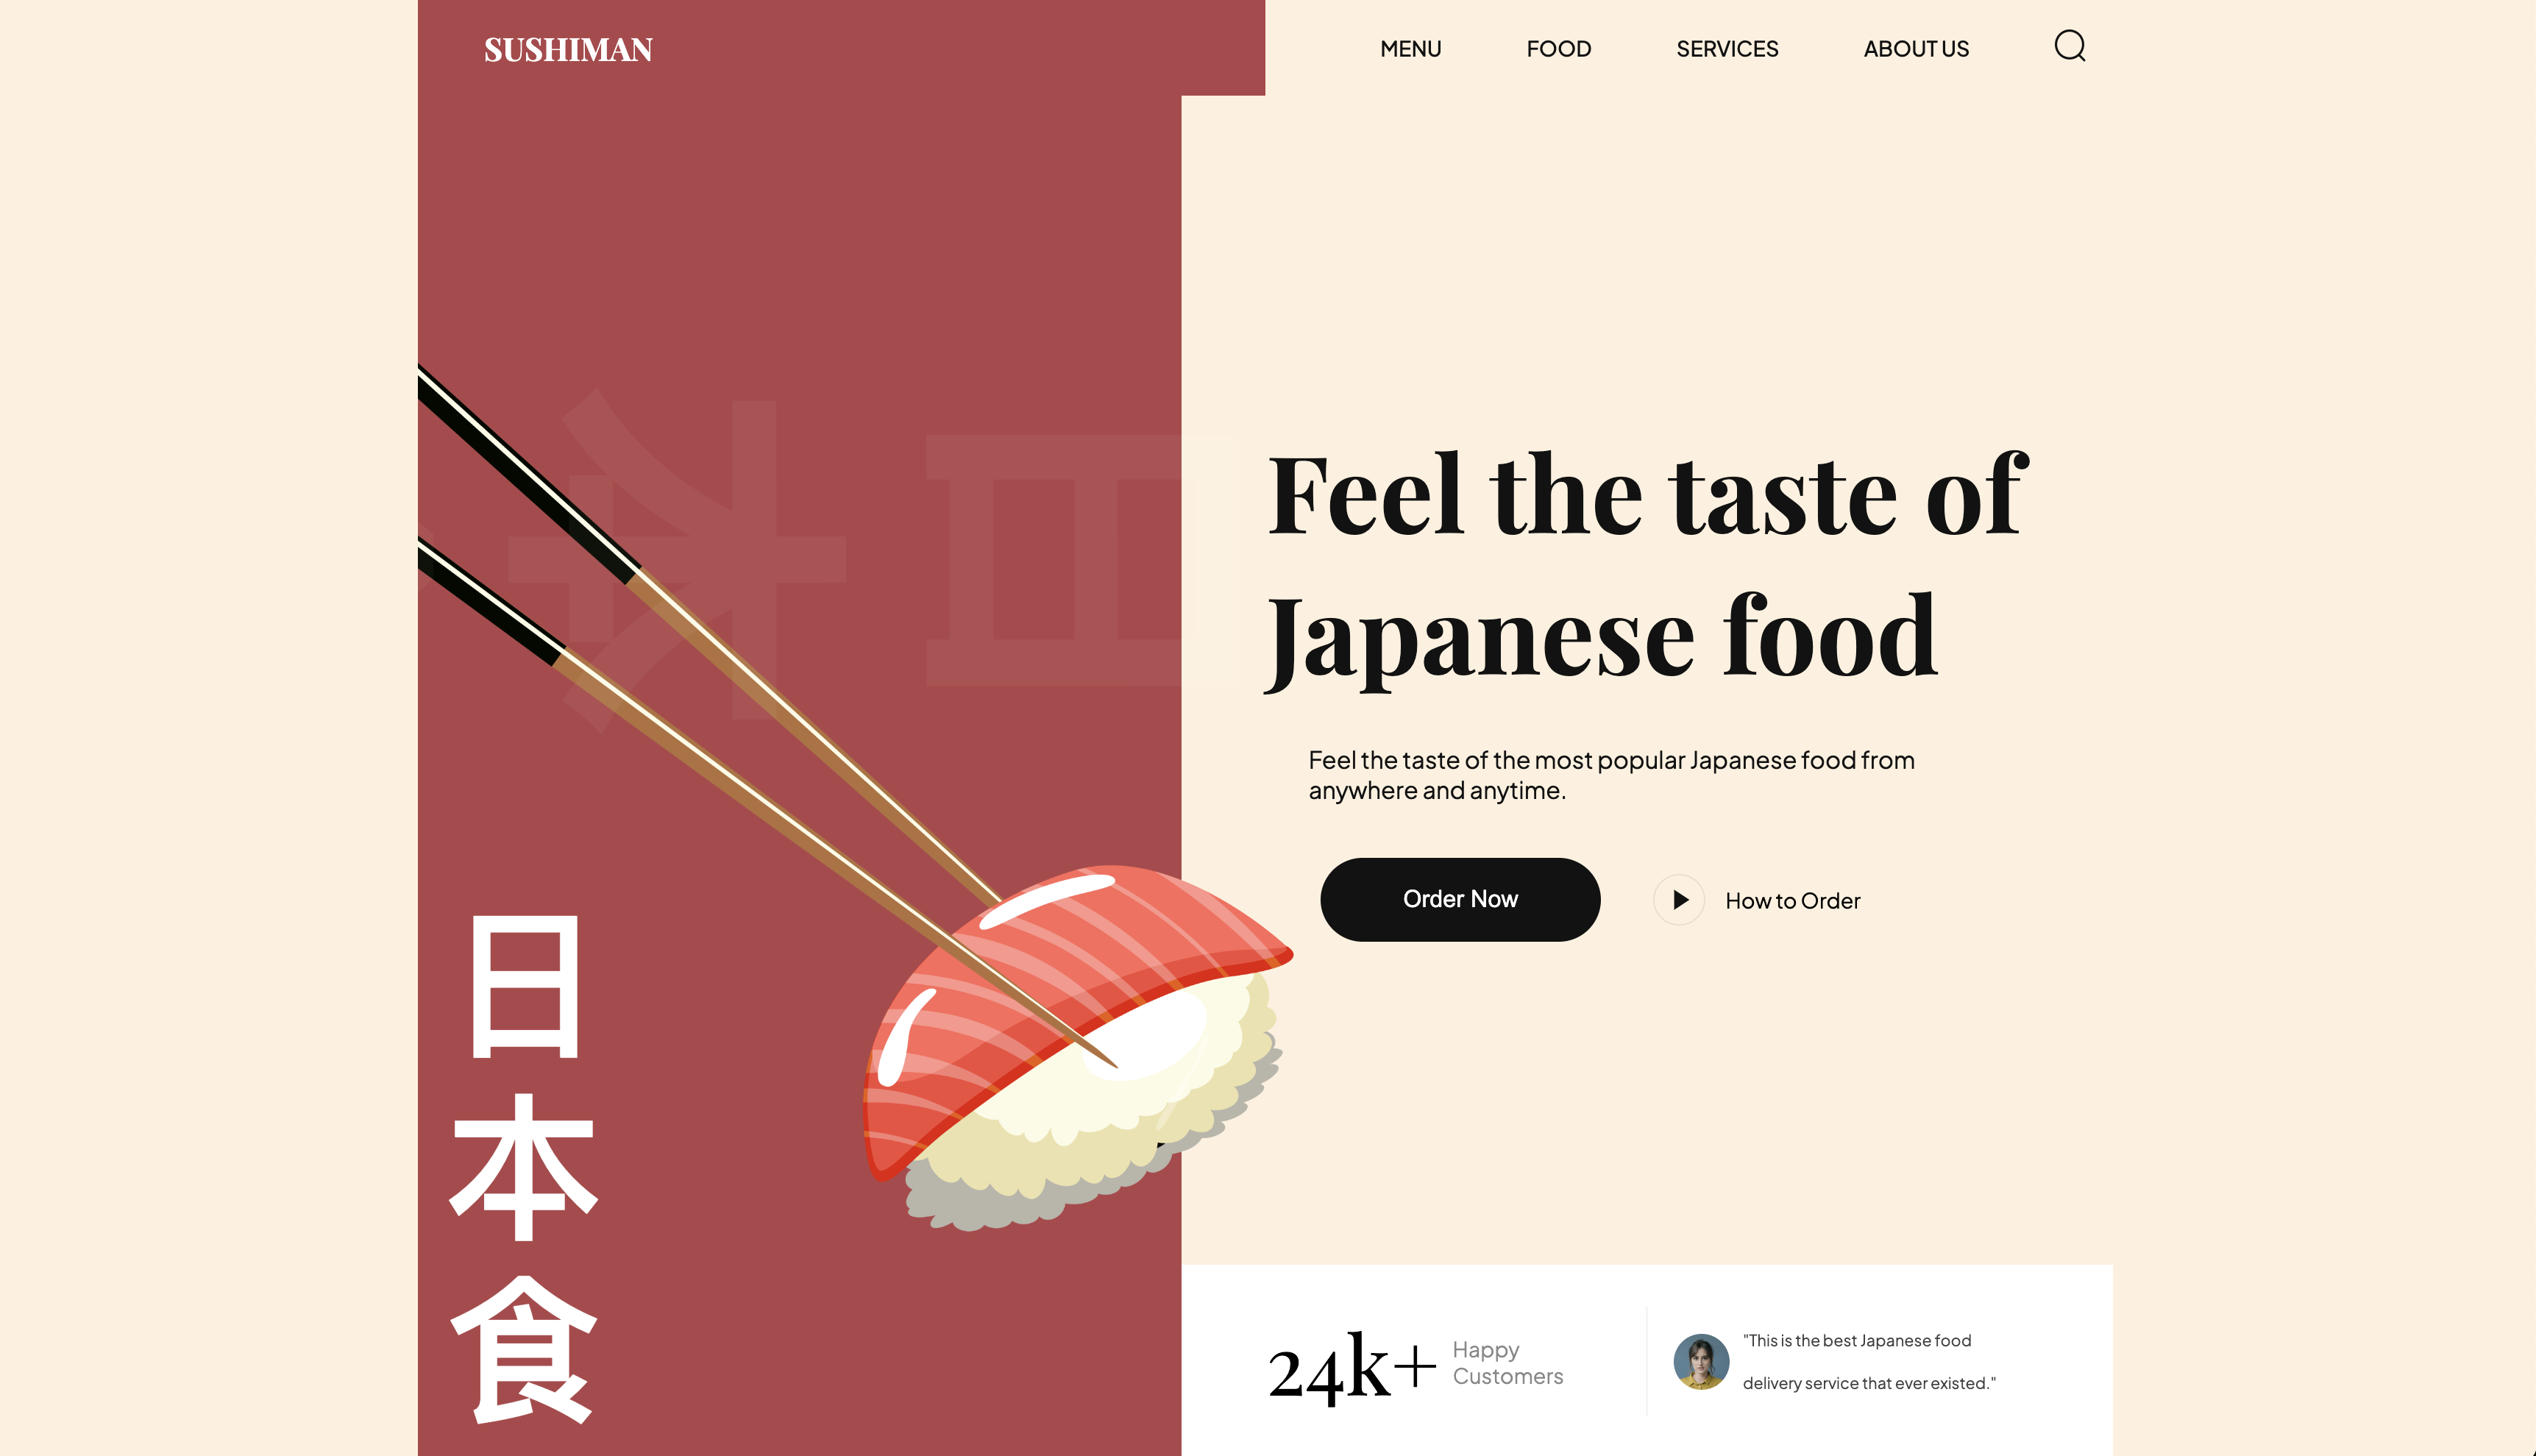 SUSHIMAN
MENU
FOOD
SERVICES
ABOUT US
Feel the taste of
Japanese food
Feel the taste of the most popular Japanese food from
anywhere and anytime.
Order Now
How to Order
日
本
食
24k+
Happy
Customers
"This is the best Japanese food
delivery service that ever existed."